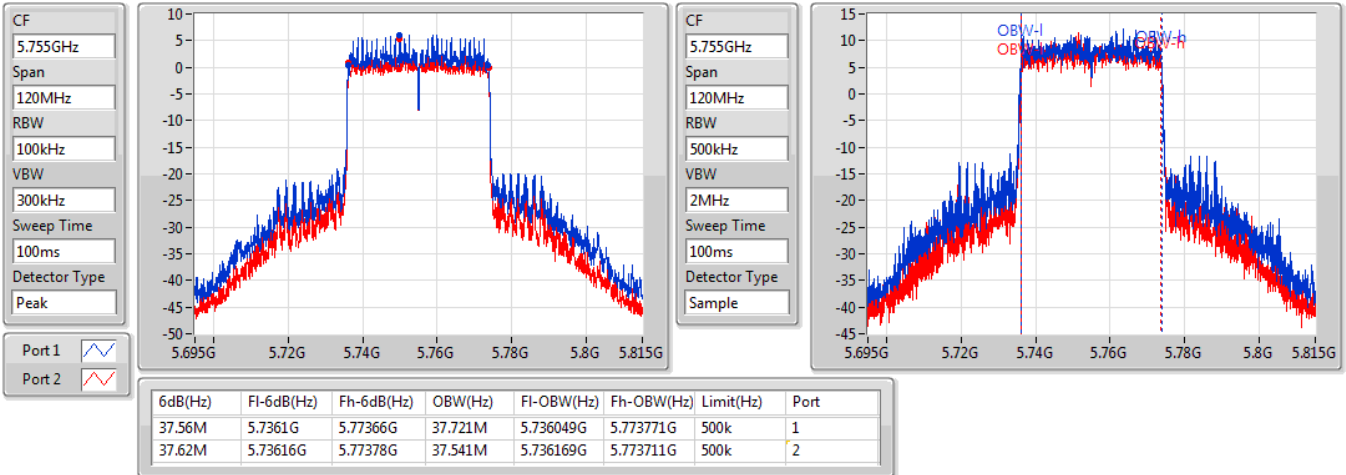 CF
5.755GHz
Span
120MHz
RBW
100kHz
VBW
300kHz
Sweep Time
100ms
Detector Type
Peak
Port 1
Port 2
10
5
0
-5
-10
-15
-20
-25
-30
-35
-40
-45
-50
5.695G 5.72G 5.74G 5.76G 5.78G 5.8G 5.815G
CF
5.755GHz
Span
120MHz
RBW
500kHz
VBW
2MHz
Sweep Time
100ms
Detector Type
Sample
15
10
5
0
-5
-10
-15
-20
-25
-30
-35
-40
-45
OBW-l OBW-h
5.695G 5.72G 5.74G 5.76G 5.78G 5.8G 5.815G
6dB(Hz) Fl-6dB(Hz) Fh-6dB(Hz) OBW(Hz) Fl-OBW(Hz) Fh-OBW(Hz) Limit(Hz) Port
37.56M 5.7361G 5.77366G 37.721M 5.736049G 5.773771G 500k 1
37.62M 5.73616G 5.77378G 37.541M 5.736169G 5.773711G 500k 2